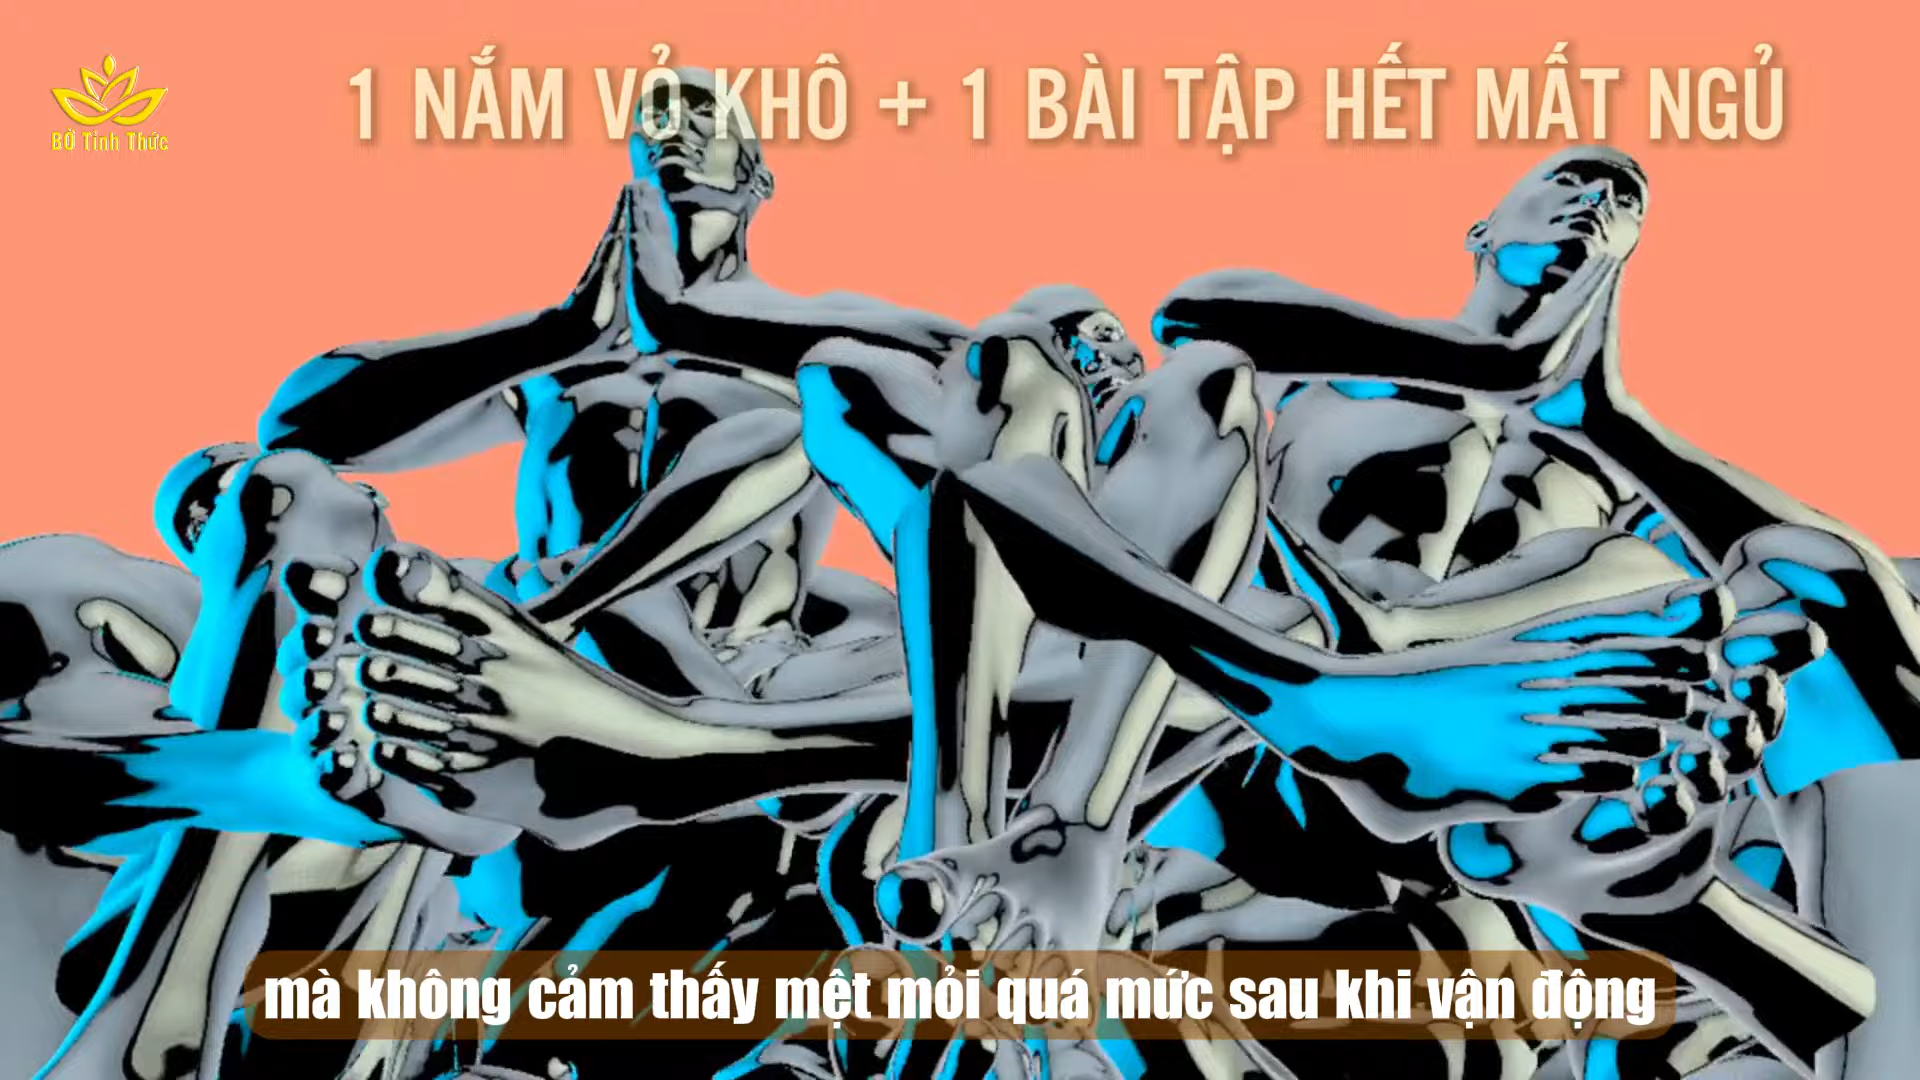 1 NẮM VỎ KHÔ + 1 BÀI TẬP HẾT MẤT NGỦ
BỜ Tỉnh Thức
mà không cảm thấy mệt mỏi quá mức sau khi vận động